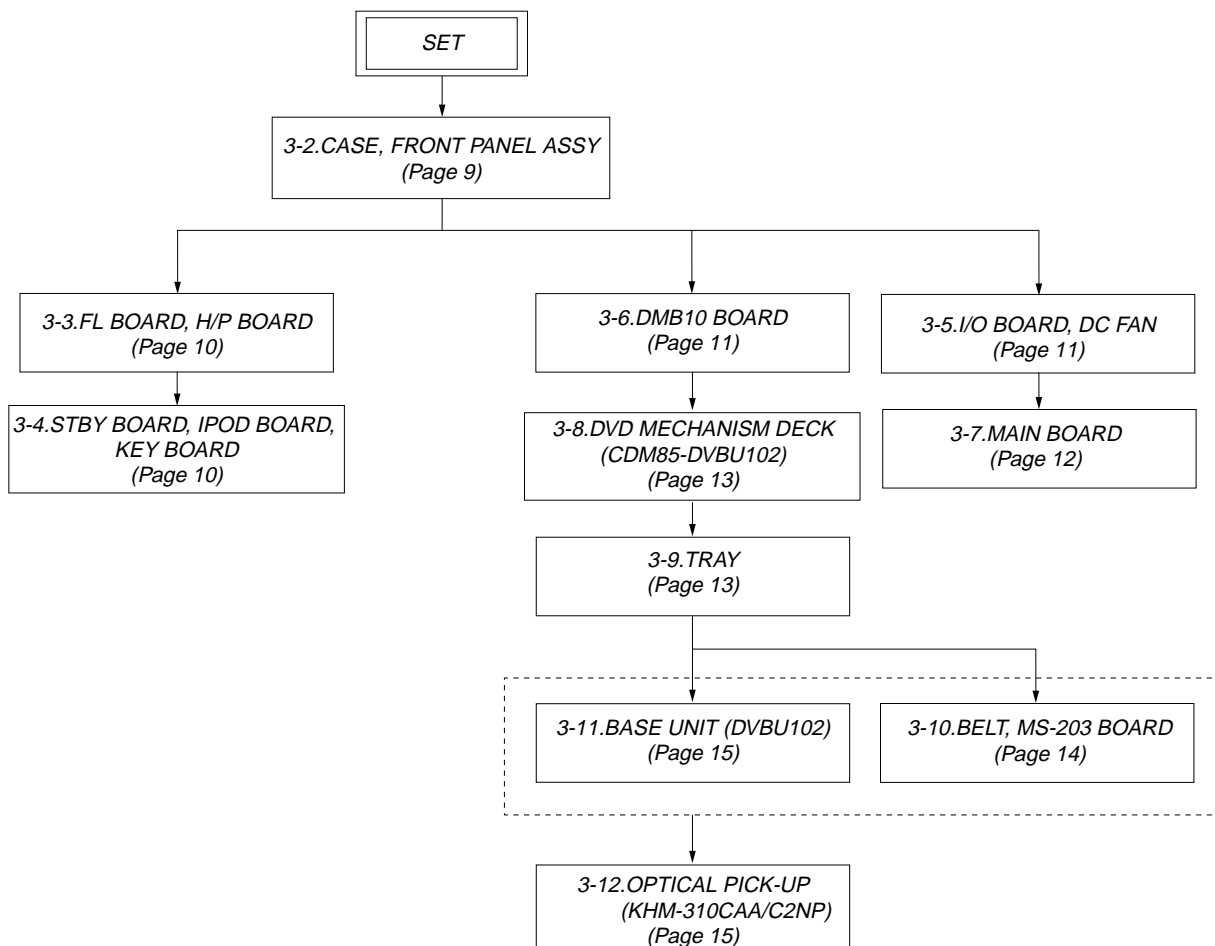 SET
3-2.CASE, FRONT PANEL ASSY
(Page 9)
3-3.FL BOARD, H/P BOARD
(Page 10)
3-6.DMB10 BOARD
(Page 11)
3-5.I/O BOARD, DC FAN
(Page 11)
3-4.STBY BOARD, IPOD BOARD,
KEY BOARD
(Page 10)
3-8.DVD MECHANISM DECK
(CDM85-DVBU102)
(Page 13)
3-7.MAIN BOARD
(Page 12)
3-9.TRAY
(Page 13)
3-11.BASE UNIT (DVBU102)
(Page 15)
3-10.BELT, MS-203 BOARD
(Page 14)
3-12.OPTICAL PICK-UP
(KHM-310CAA/C2NP)
(Page 15)